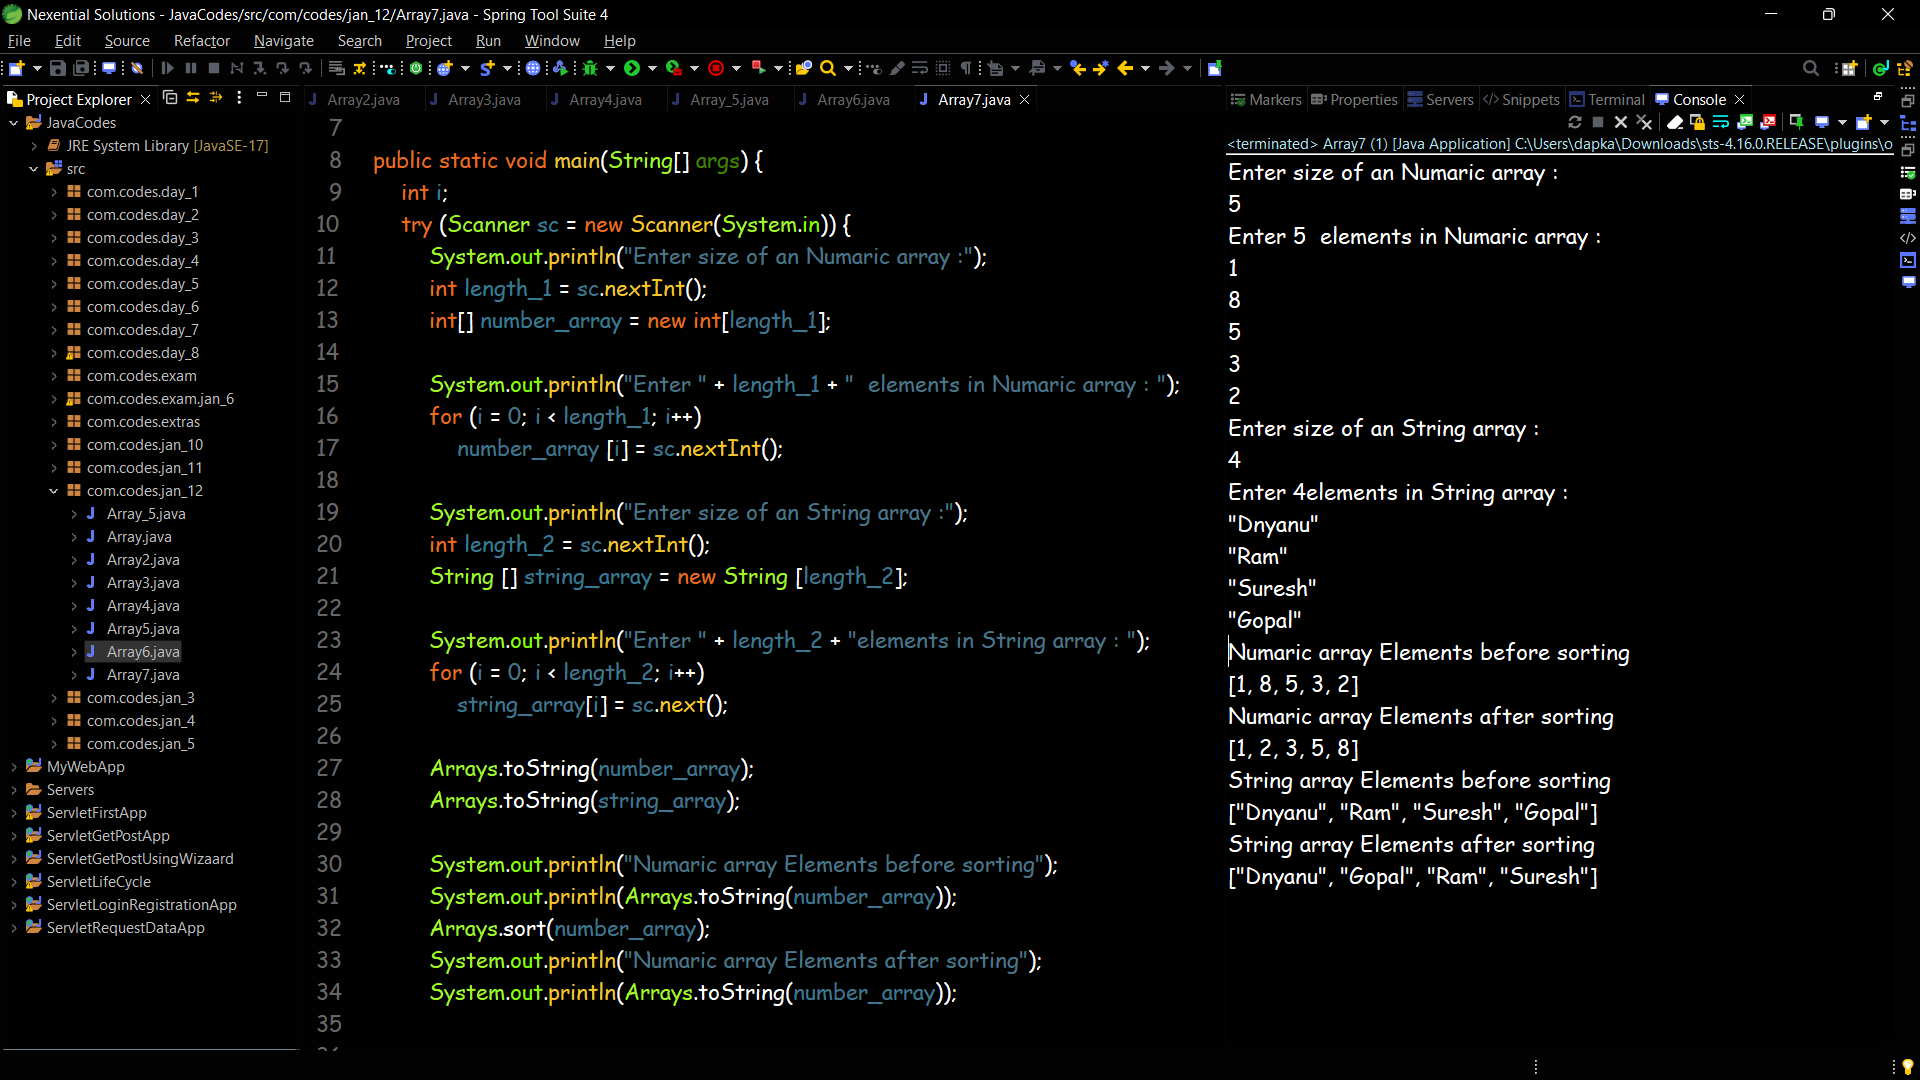 Nexential Solutions - JavaCodes/src/com/codes/jan_12/Array7.java - Spring Tool Suite 4
File Edit Source Refactor Navigate Search Project Run Window Help
Project Explorer
JavaCodes
JRE System Library [JavaSE-17]
src
com.codes.day_1
com.codes.day_2
com.codes.day_3
com.codes.day_4
com.codes.day_5
com.codes.day_6
com.codes.day_7
com.codes.day_8
com.codes.exam
com.codes.exam.jan_6
com.codes.extras
com.codes.jan_10
com.codes.jan_11
com.codes.jan_12
Array_5.java
Array.java
Array2.java
Array3.java
Array4.java
Array5.java
Array6.java
Array7.java
com.codes.jan_3
com.codes.jan_4
com.codes.jan_5
MyWebApp
Servers
ServletFirstApp
ServletGetPostApp
ServletGetPostUsingWizaard
ServletLifeCycle
ServletLoginRegistrationApp
ServletRequestDataApp
Array2.java Array3.java Array4.java Array_5.java Array6.java Array7.java
7
8 public static void main(String[] args) {
9 int i;
10 try (Scanner sc = new Scanner(System.in)) {
11 System.out.println("Enter size of an Numaric array :");
12 int length_1 = sc.nextInt();
13 int[] number_array = new int[length_1];
14
15 System.out.println("Enter " + length_1 + "  elements in Numaric array : ");
16 for (i = 0; i < length_1; i++)
17 number_array [i] = sc.nextInt();
18
19 System.out.println("Enter size of an String array :");
20 int length_2 = sc.nextInt();
21 String [] string_array = new String [length_2];
22
23 System.out.println("Enter " + length_2 + "elements in String array : ");
24 for (i = 0; i < length_2; i++)
25 string_array[i] = sc.next();
26
27 Arrays.toString(number_array);
28 Arrays.toString(string_array);
29
30 System.out.println("Numaric array Elements before sorting");
31 System.out.println(Arrays.toString(number_array));
32 Arrays.sort(number_array);
33 System.out.println("Numaric array Elements after sorting");
34 System.out.println(Arrays.toString(number_array));
35
Markers Properties Servers Snippets Terminal Console
<terminated> Array7 (1) [Java Application] C:\Users\dapka\Downloads\sts-4.16.0.RELEASE\plugins\o
Enter size of an Numaric array :
5
Enter 5  elements in Numaric array :
1
8
5
3
2
Enter size of an String array :
4
Enter 4elements in String array :
"Dnyanu"
"Ram"
"Suresh"
"Gopal"
Numaric array Elements before sorting
[1, 8, 5, 3, 2]
Numaric array Elements after sorting
[1, 2, 3, 5, 8]
String array Elements before sorting
["Dnyanu", "Ram", "Suresh", "Gopal"]
String array Elements after sorting
["Dnyanu", "Gopal", "Ram", "Suresh"]